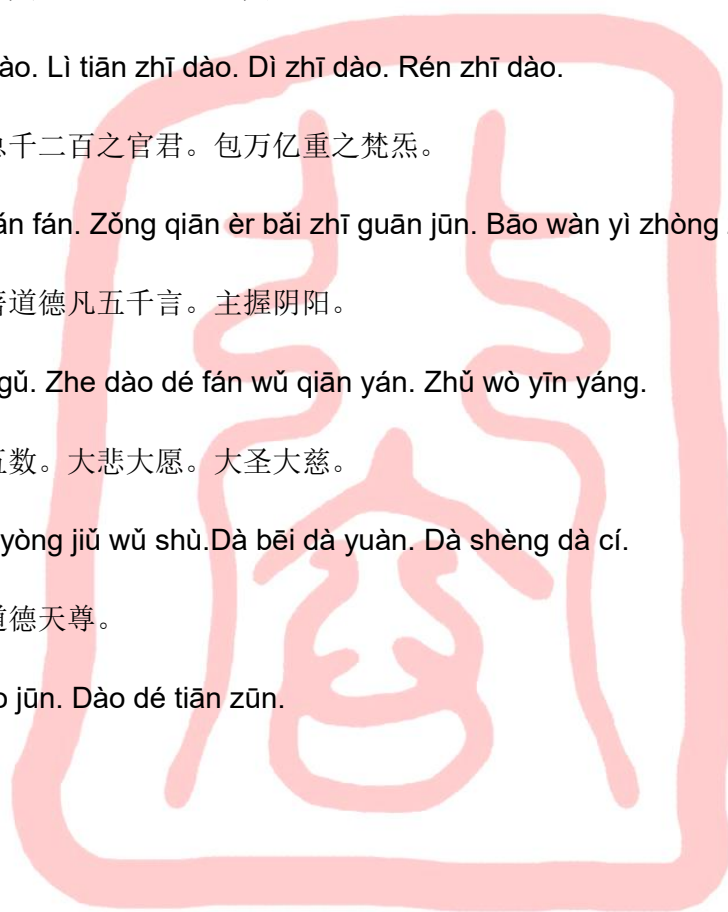 ào. Lì tiān zhī dào. Dì zhī dào. Rén zhī dào.
千二百之官君。包万亿重之梵炁。
án fán. Zǒng qiān èr bǎi zhī guān jūn. Bāo wàn yì zhòng
道德凡五千言。主握阴阳。
gǔ. Zhe dào dé fán wǔ qiān yán. Zhǔ wò yīn yáng.
数。大悲大愿。大圣大慈。
yòng jiǔ wǔ shù.Dà bēi dà yuàn. Dà shèng dà cí.
德天尊。
jūn. Dào dé tiān zūn.